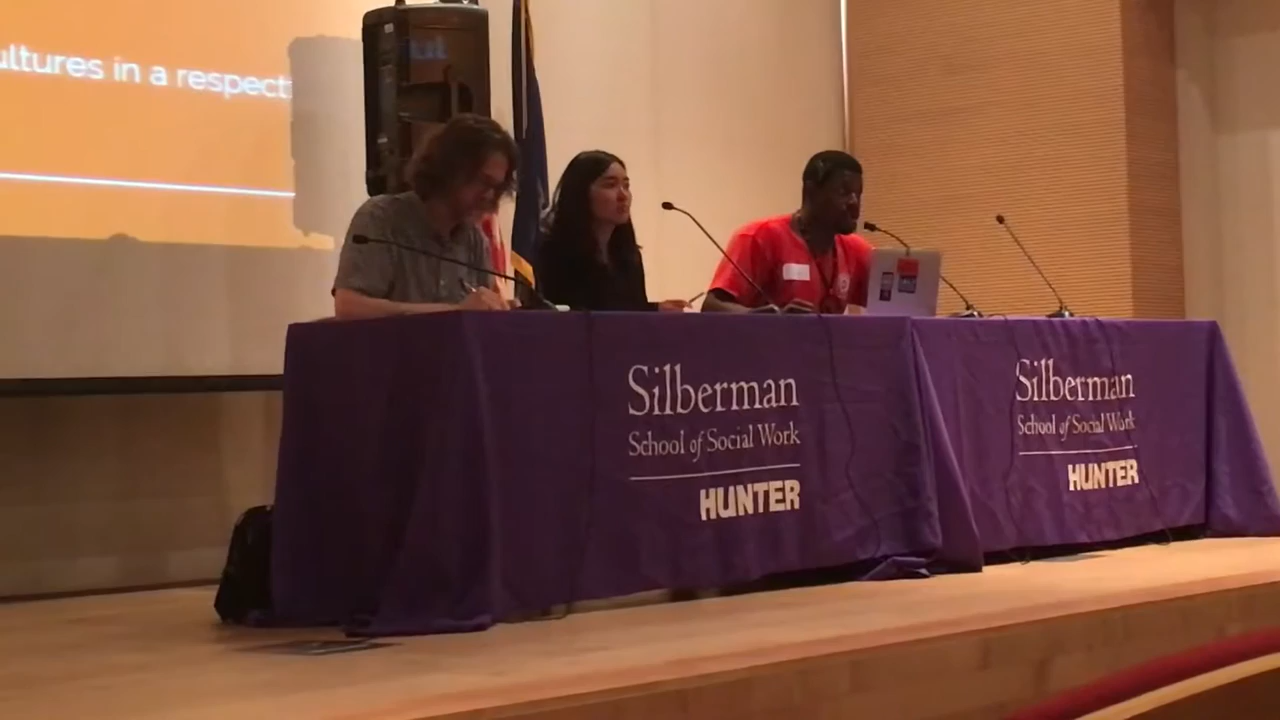 ultures in a respect
Silberman
School of Social Work
HUNTER
Silberman
School of Social Work
HUNTER